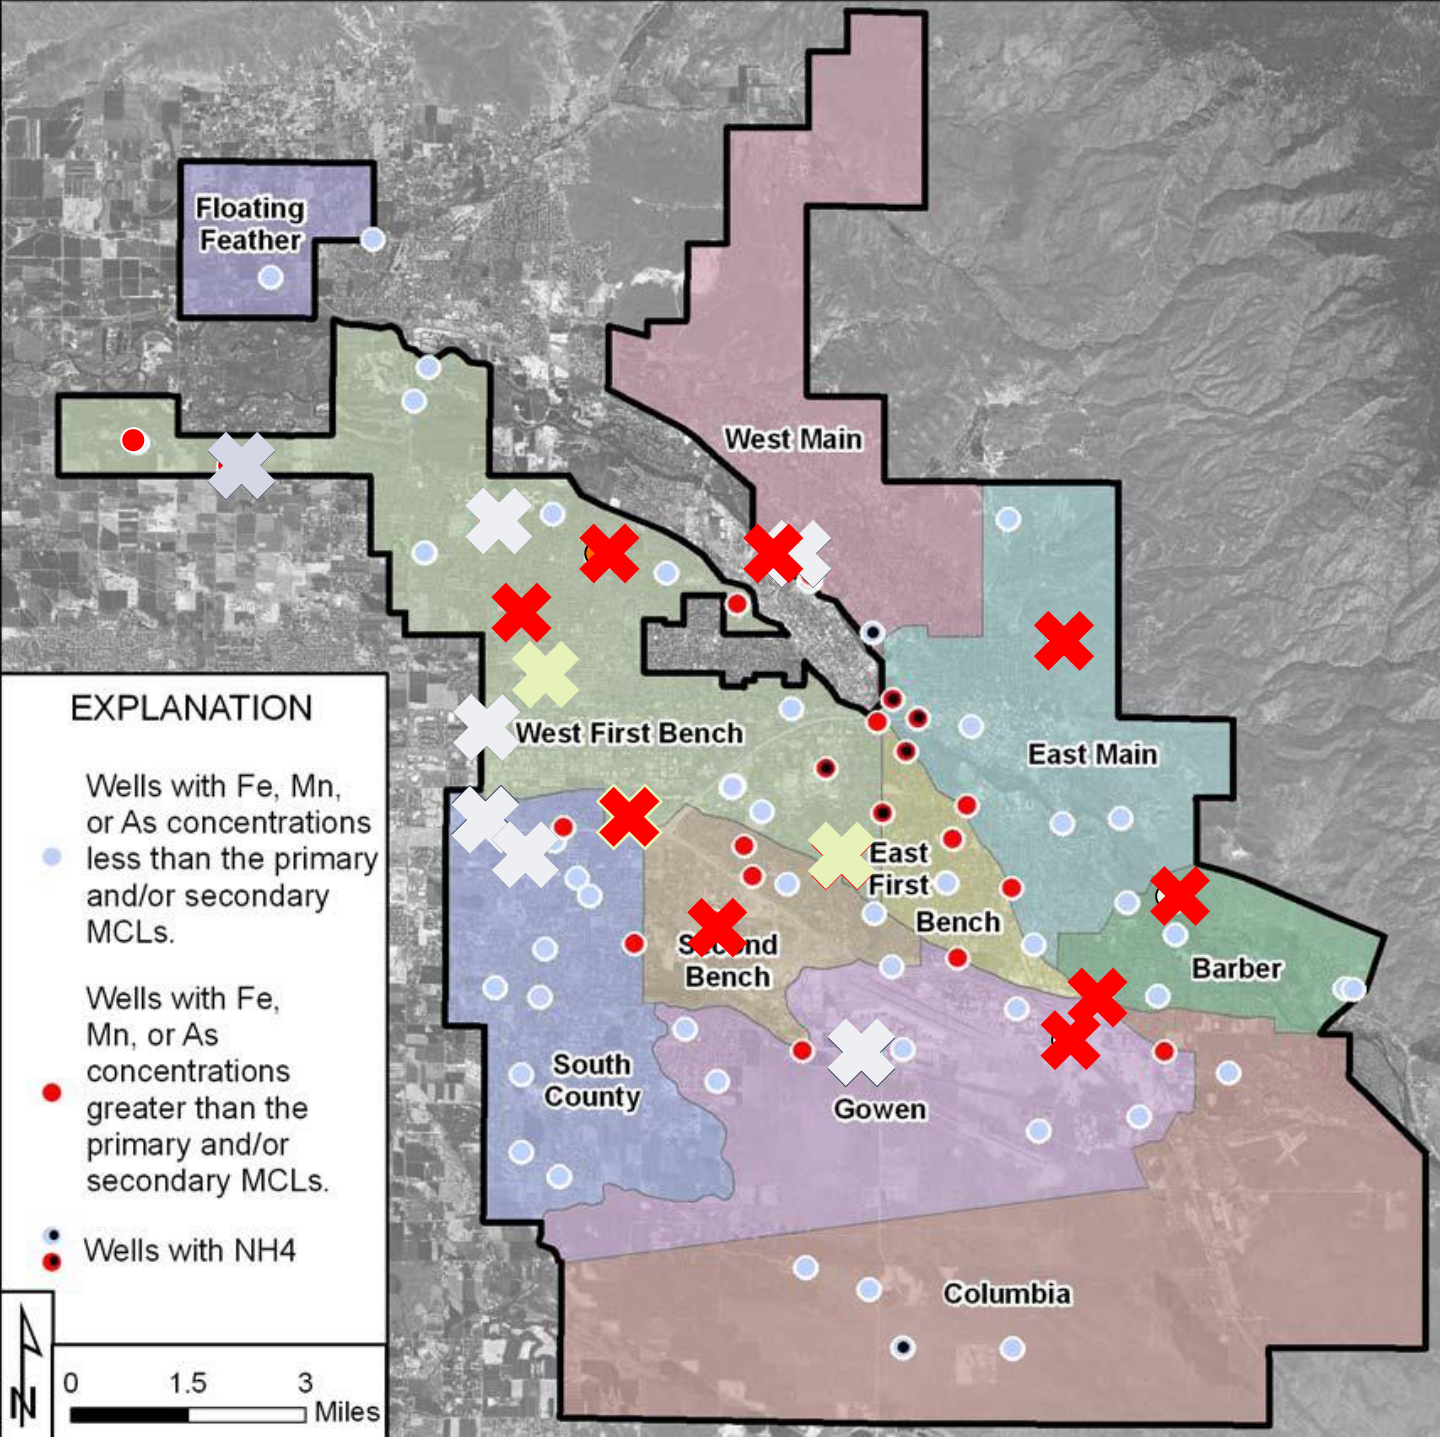 Floating
Feather
West Main
West First Bench
East Main
East
First
Bench
Second
Bench
Barber
South
County
Gowen
Columbia
EXPLANATION
Wells with Fe, Mn,
or As concentrations
less than the primary
and/or secondary
MCLs.
Wells with Fe,
Mn, or As
concentrations
greater than the
primary and/or
secondary MCLs.
Wells with NH4
N
0 1.5 3
Miles